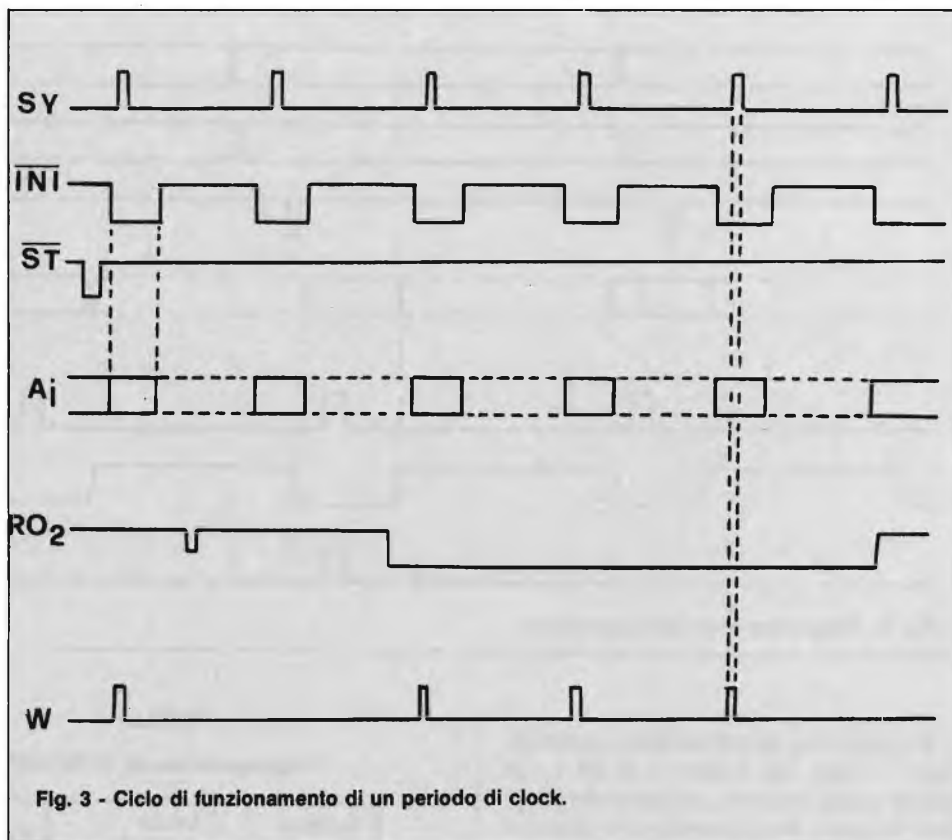 SY
INI
ST
Ai
RO2
W
Fig. 3 - Ciclo di funzionamento di un periodo di clock.